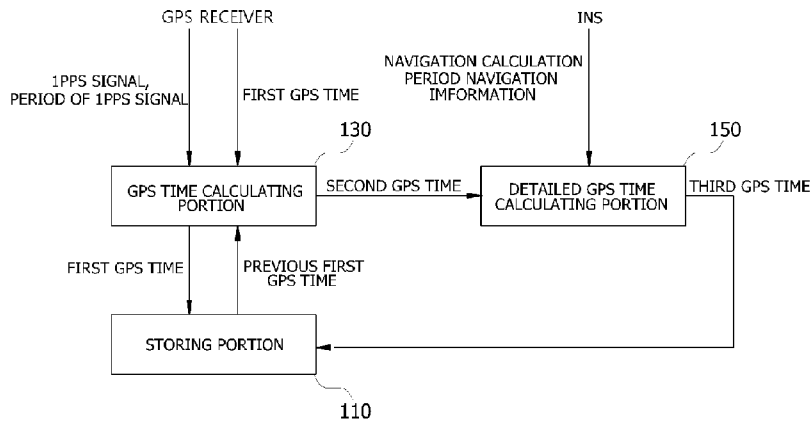 GPS RECEIVER
INS
1PPS SIGNAL,
PERIOD OF 1PPS SIGNAL
FIRST GPS TIME
NAVIGATION CALCULATION
PERIOD NAVIGATION
IMFORMATION
130
150
GPS TIME CALCULATING
PORTION
SECOND GPS TIME
DETAILED GPS TIME
CALCULATING PORTION
THIRD GPS TIME
FIRST GPS TIME
PREVIOUS FIRST
GPS TIME
STORING PORTION
110